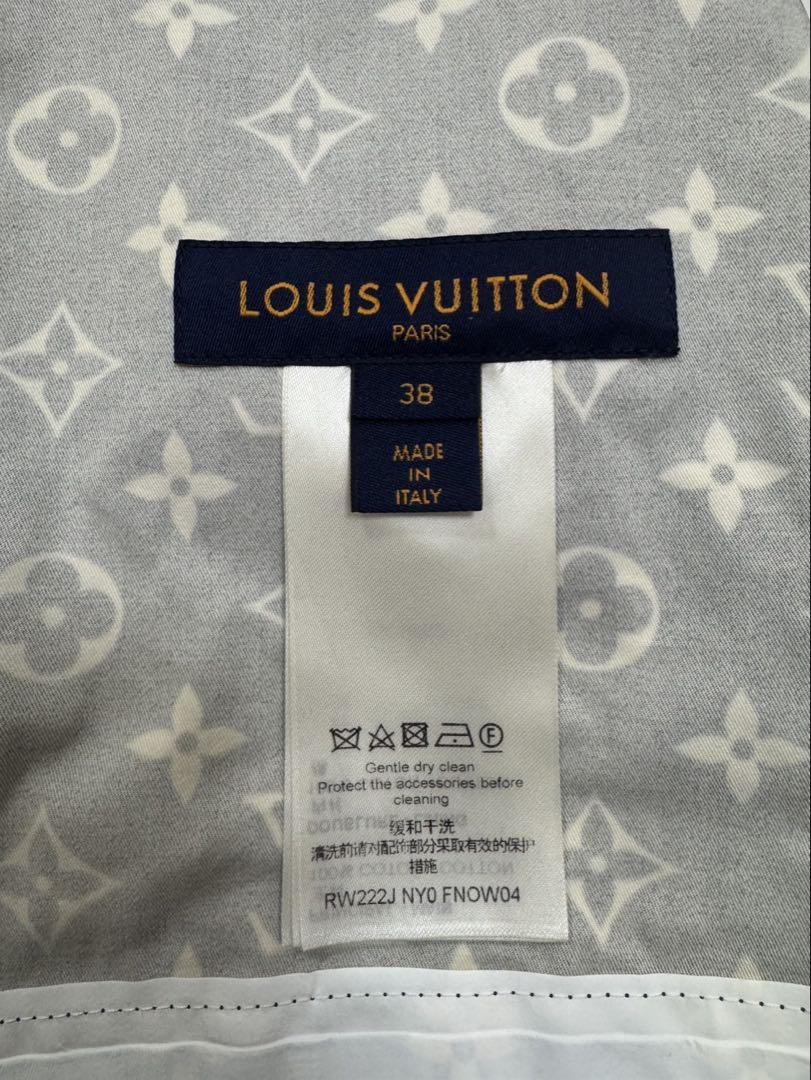 LOUIS VUITTON
PARIS
38
MADE
IN
ITALY
F
Gentle dry clean
Protect the accessories before
cleaning
缓和干洗
清洗前请对配饰部分采取有效的保护
措施
RW222J NY0 FNOW04